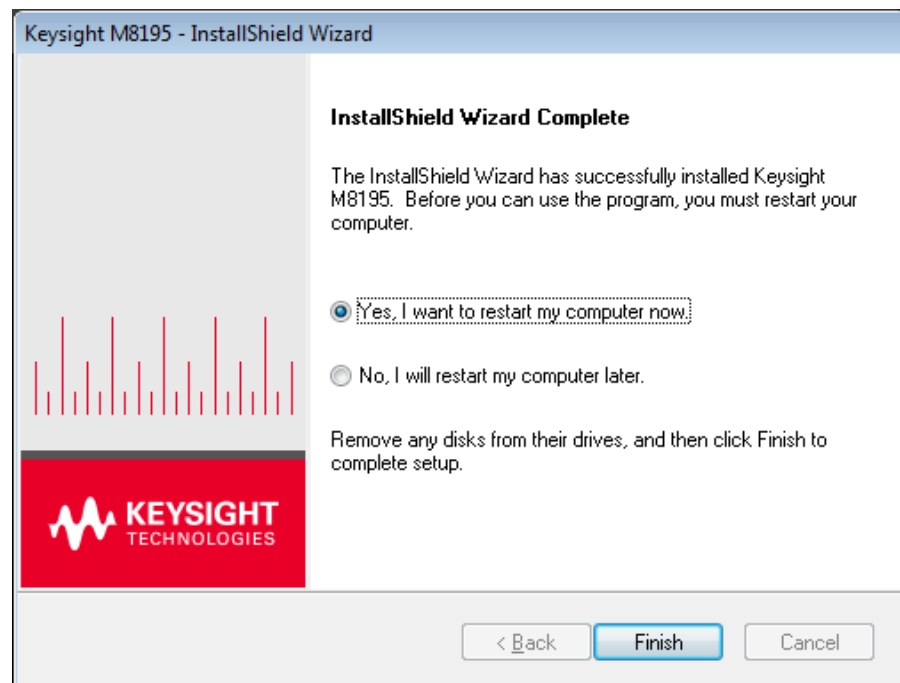 Keysight M8195 - InstallShield Wizard
InstallShield Wizard Complete
The InstallShield Wizard has successfully installed Keysight
M8195.  Before you can use the program, you must restart your
computer.
Yes, I want to restart my computer now.
No, I will restart my computer later.
Remove any disks from their drives, and then click Finish to
complete setup.
KEYSIGHT
TECHNOLOGIES
< Back
Finish
Cancel